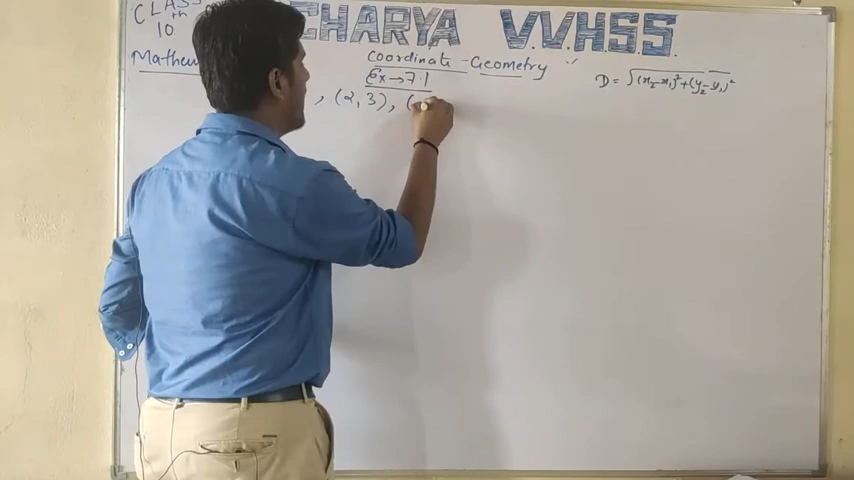 CLASS
10th
CHARYA VVHSS
Mathem
Coordinate Geometry
Ex → 7.1
D = √(x₂-x₁)²+(y₂-y₁)²
, (2,3), (